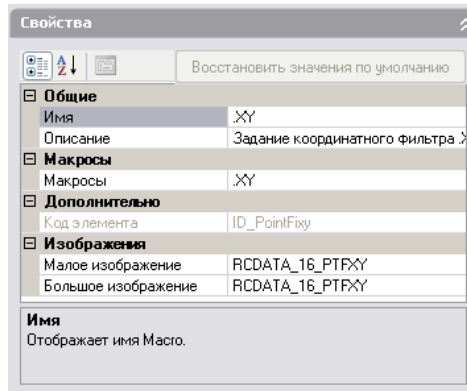 Свойства
Восстановить значения по умолчанию
Общие
Имя .XY
Описание Задание координатного фильтра
Макросы
Макросы .XY
Дополнительно
Код элемента ID_PointFixy
Изображения
Малое изображение RCDATA_16_PTFXY
Большое изображение RCDATA_16_PTFXY
Имя
Отображает имя Macro.